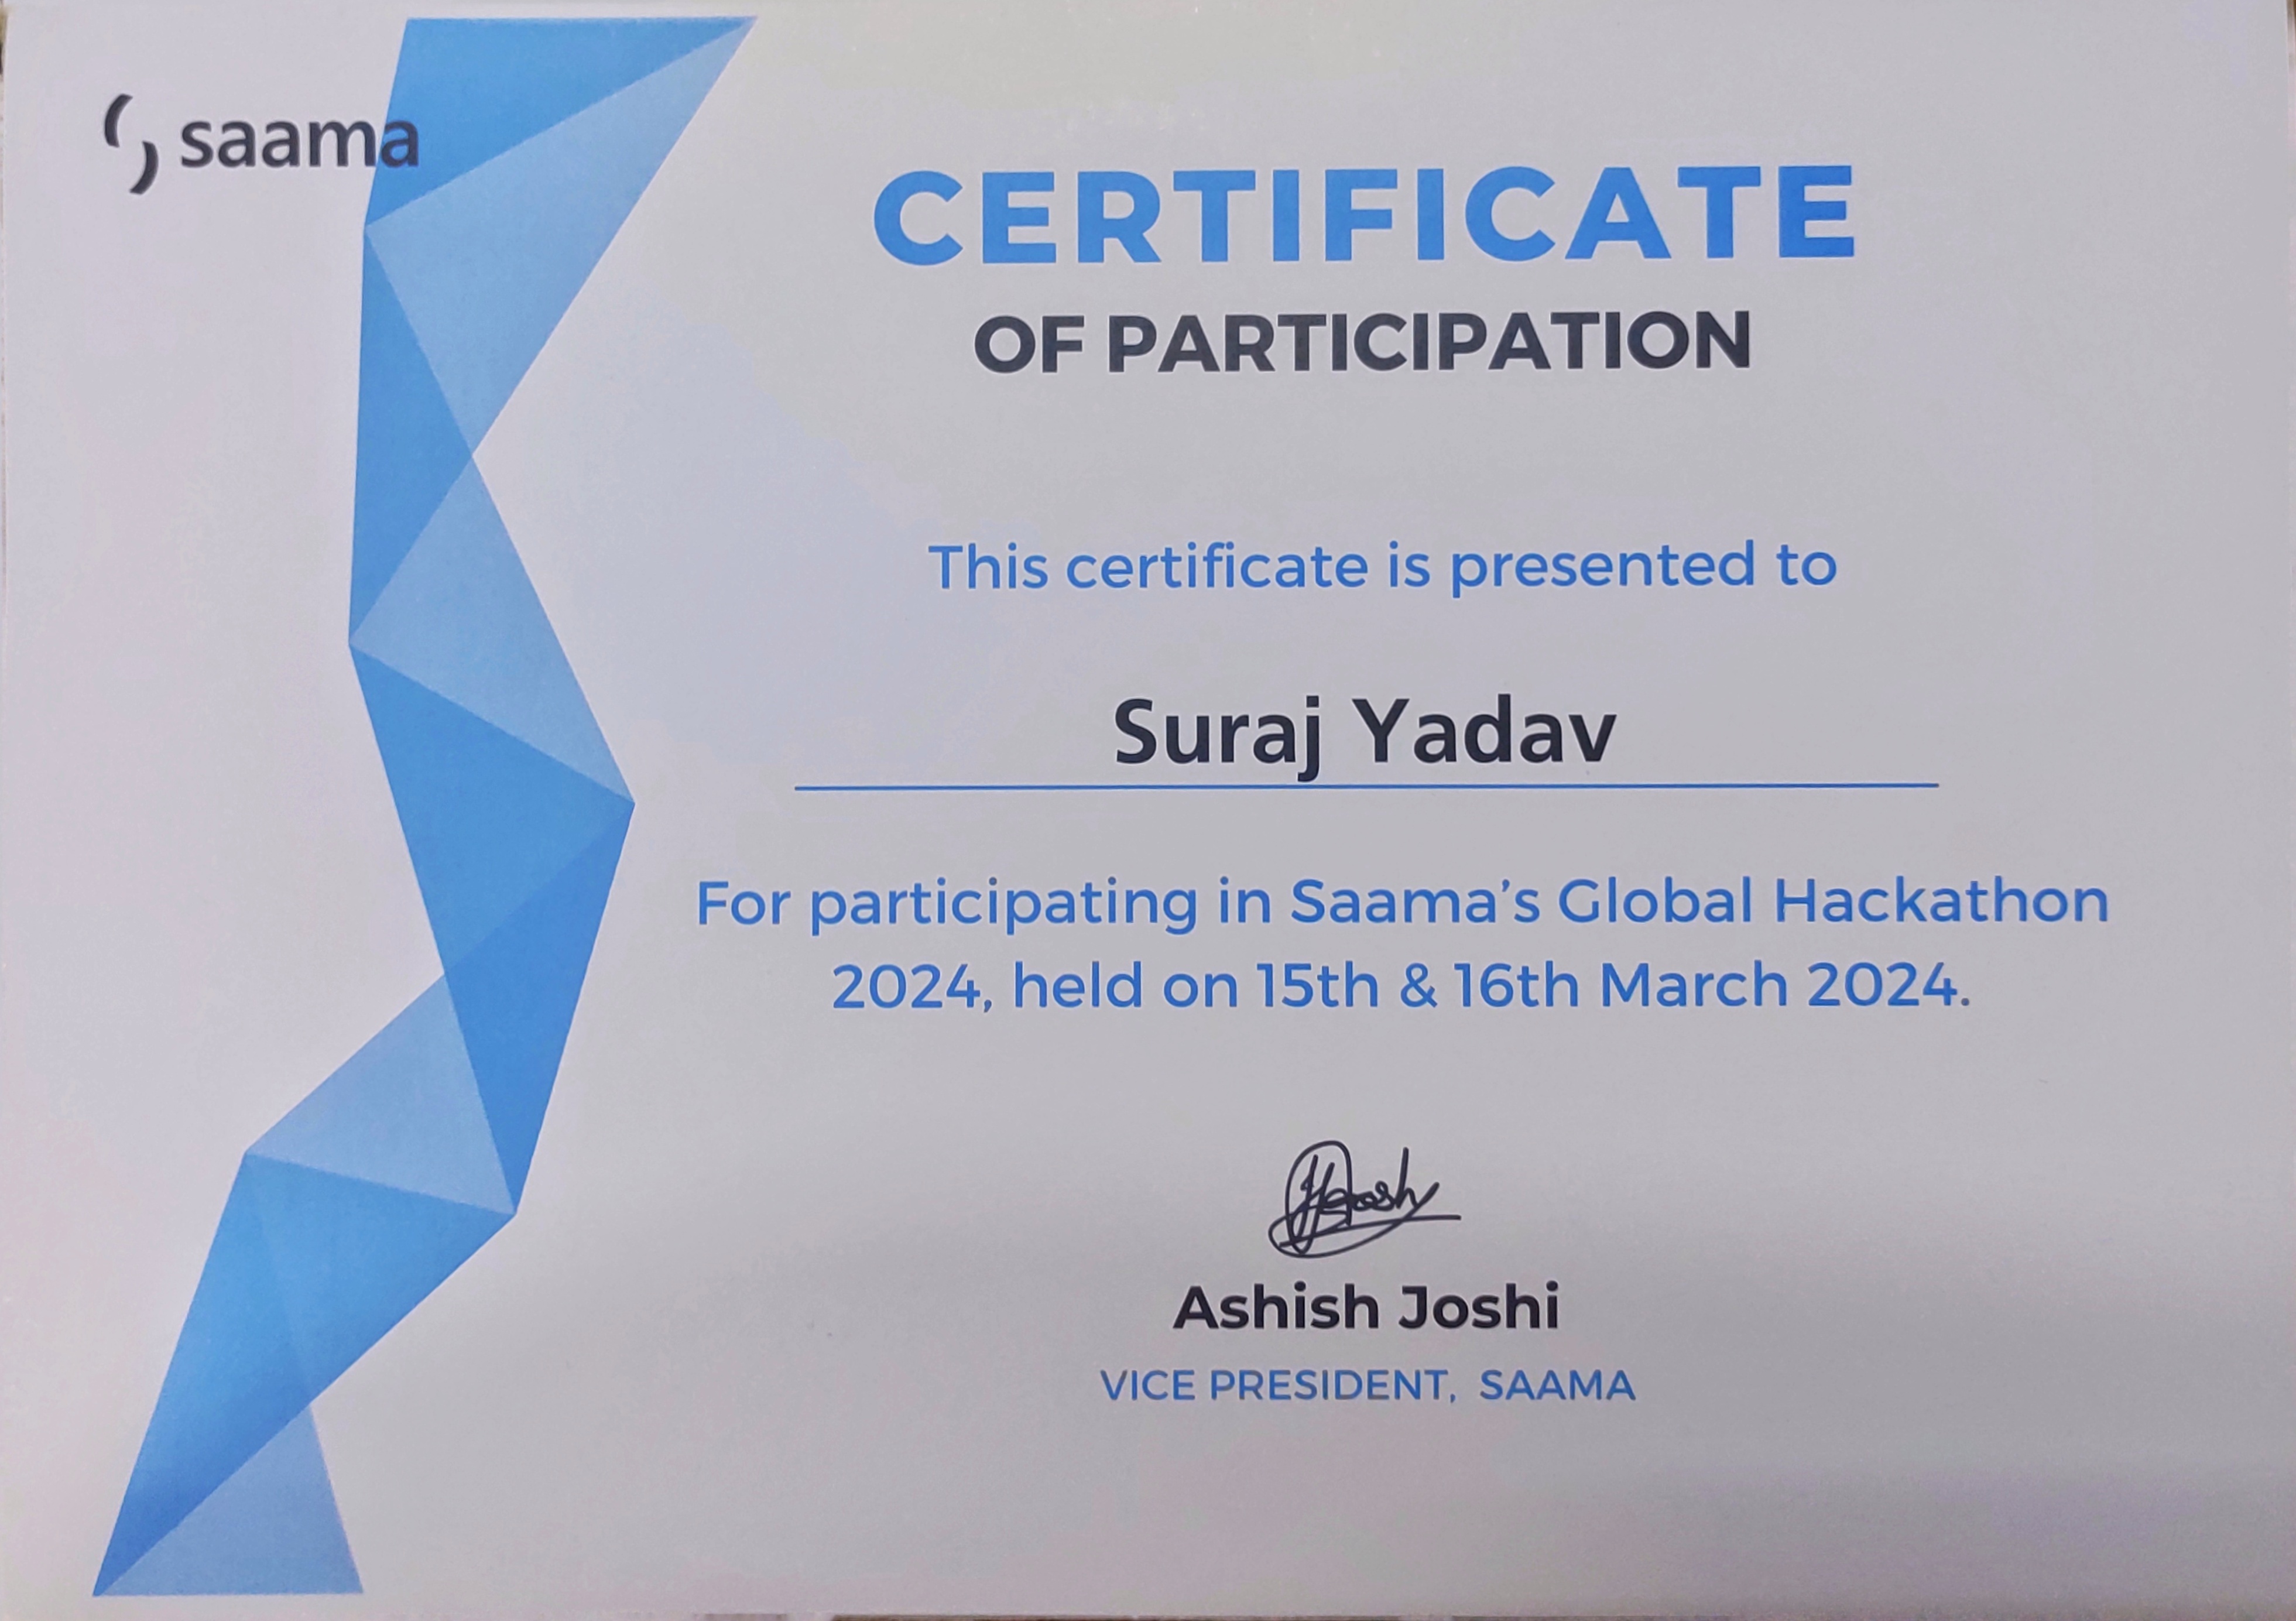 saama
CERTIFICATE
OF PARTICIPATION
This certificate is presented to
Suraj Yadav
For participating in Saama's Global Hackathon
2024, held on 15th & 16th March 2024.
Ashish Joshi
VICE PRESIDENT, SAAMA